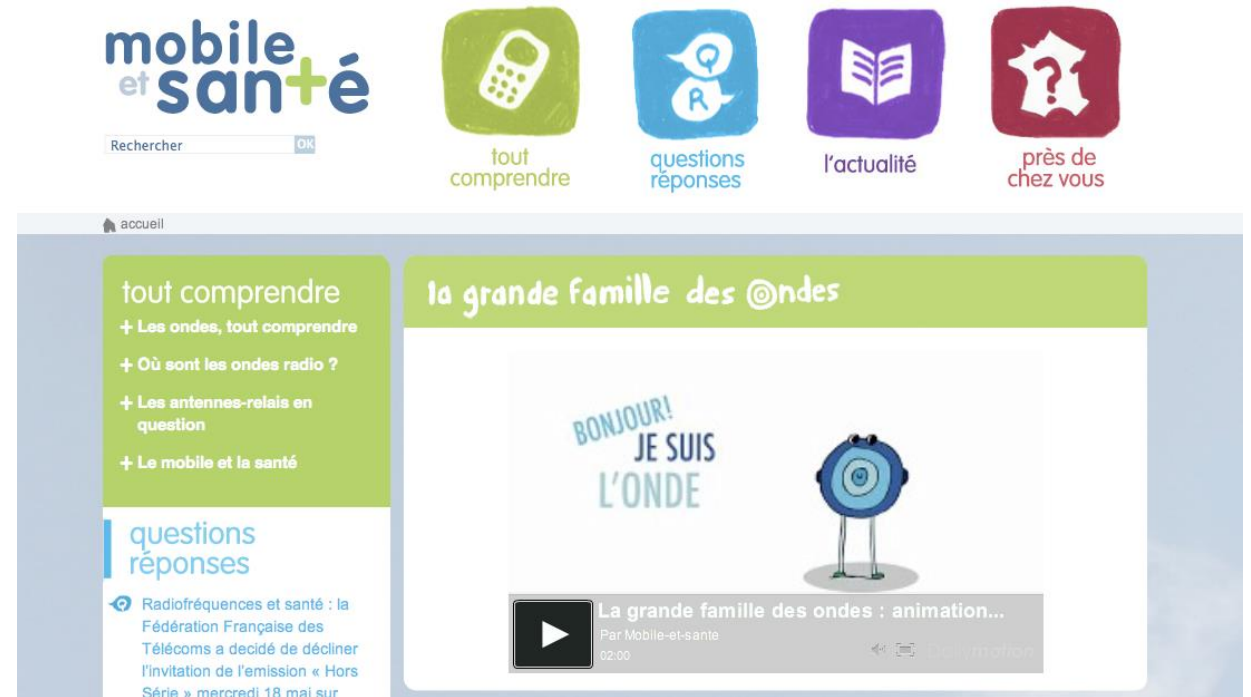 mobile
et santé
Rechercher
OK
tout
comprendre
questions
réponses
l'actualité
près de
chez vous
Q
R
?
accueil
tout comprendre
+ Les ondes, tout comprendre
+ Où sont les ondes radio ?
+ Les antennes-relais en
question
+ Le mobile et la santé
questions
réponses
Q Radiofréquences et santé : la
Fédération Française des
Télécoms a decidé de décliner
l'invitation de l'emission « Hors
Série » mercredi 18 mai sur
la grande famille des ondes
BONJOUR!
JE SUIS
L'ONDE
La grande famille des ondes : animation...
Par Mobile-et-sante
02:00
Dailymotion